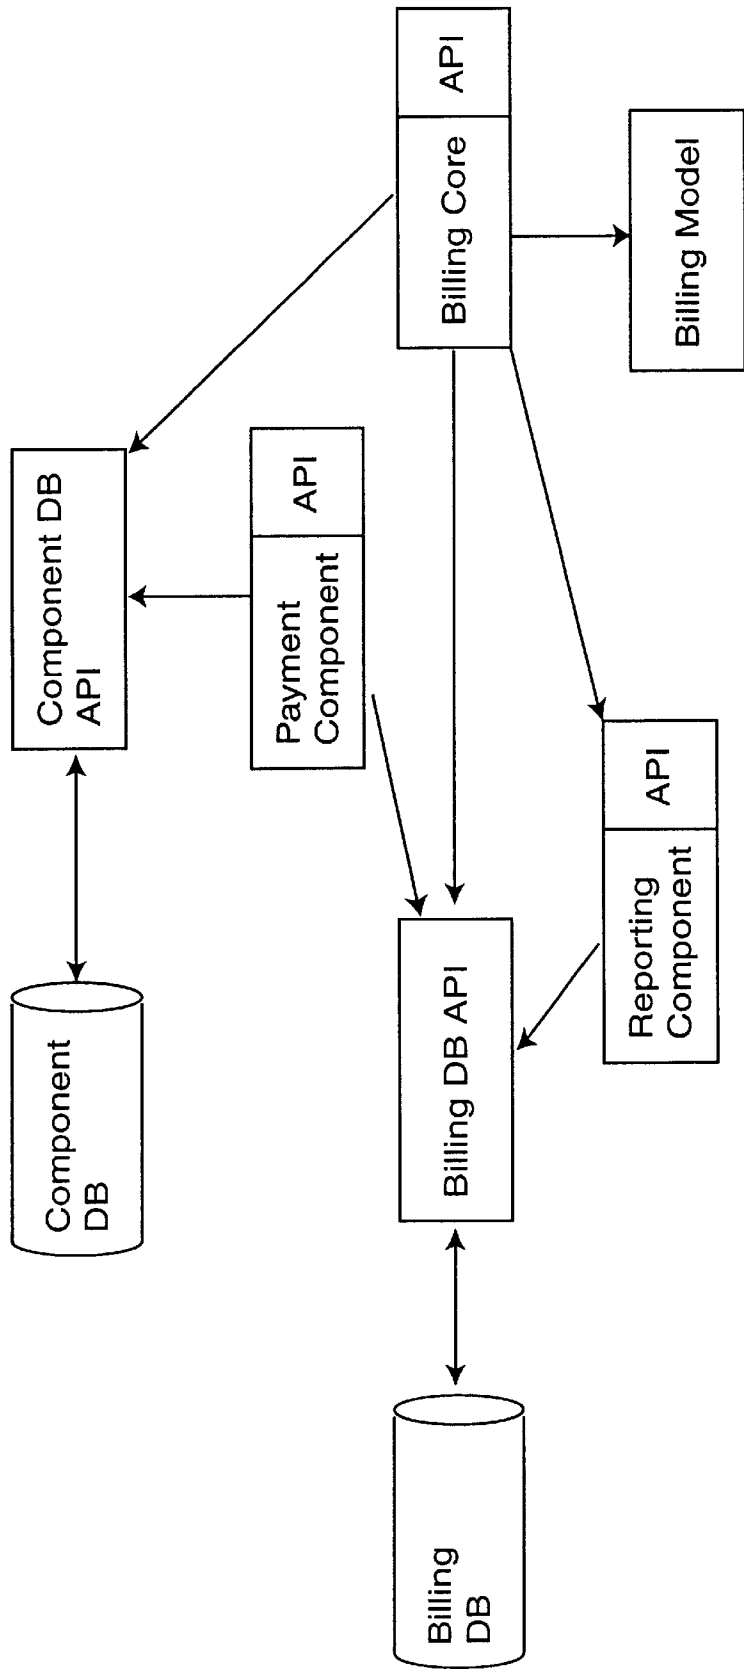 Component
DB
Component DB
API
Payment
Component
API
Billing
DB
Billing DB API
Billing Core
API
Reporting
Component
API
Billing Model